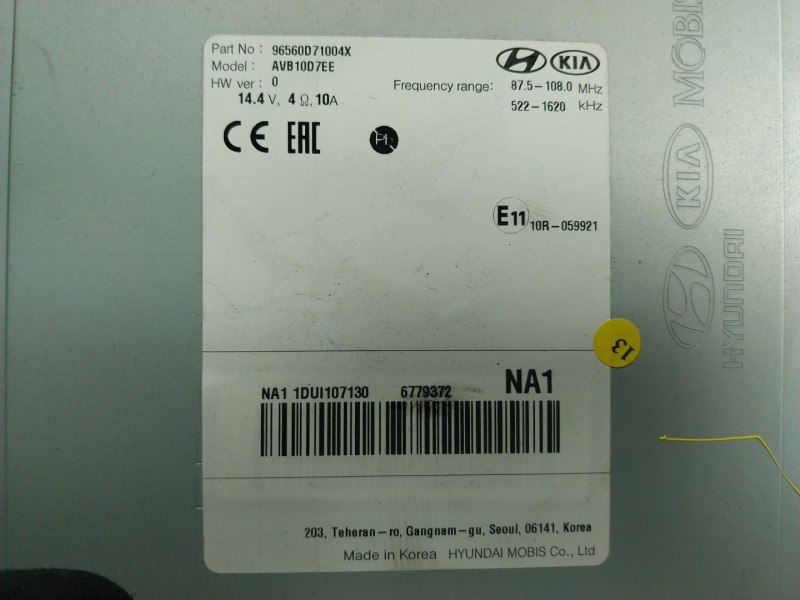 Part No : 96560D71004X
Model : AVB10D7EE
HW ver : 0
14.4 V, 4 Ω, 10A
HYUNDAI KIA MOBIS
KIA
Frequency range: 87.5-108.0 MHz
522-1620 kHz
CE EAC Pb
E11 10R-059921
13
NA1
NA1 1DUI107130 6779372
203, Teheran-ro, Gangnam-gu, Seoul, 06141, Korea
Made in Korea HYUNDAI MOBIS Co., Ltd